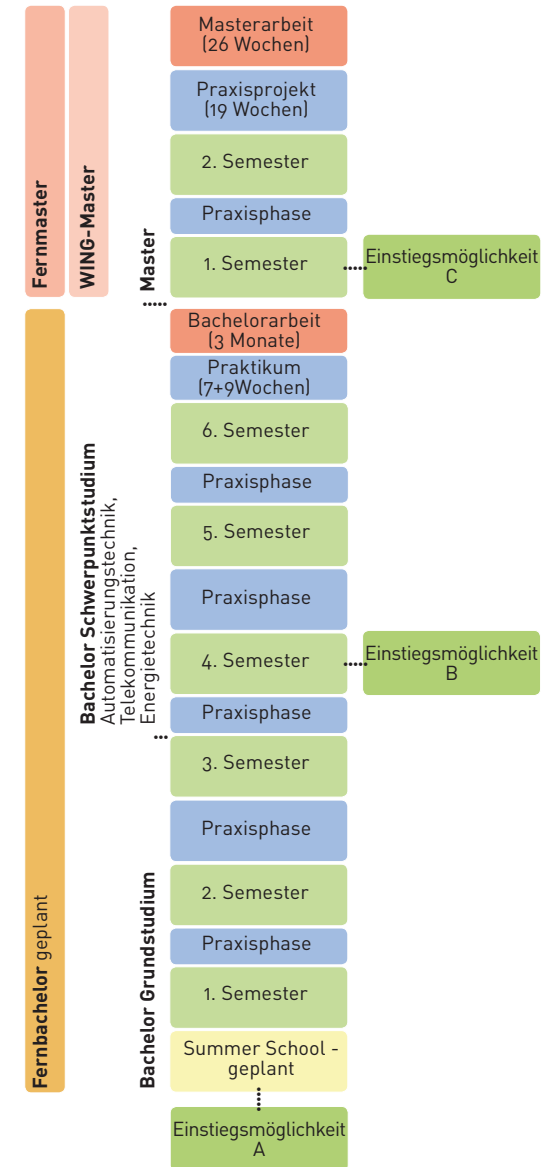 Masterarbeit
(26 Wochen)
Praxisprojekt
(19 Wochen)
2. Semester
Praxisphase
1. Semester
Einstiegsmöglichkeit
C
Fernmaster
WING-Master
Master
Bachelorarbeit
(3 Monate)
Praktikum
(7+9Wochen)
6. Semester
Praxisphase
5. Semester
Praxisphase
4. Semester
Einstiegsmöglichkeit
B
Praxisphase
3. Semester
Bachelor Schwerpunktstudium
Automatisierungstechnik,
Telekommunikation,
Energietechnik
Praxisphase
2. Semester
Praxisphase
1. Semester
Summer School -
geplant
Fernbachelor geplant
Bachelor Grundstudium
Einstiegsmöglichkeit
A